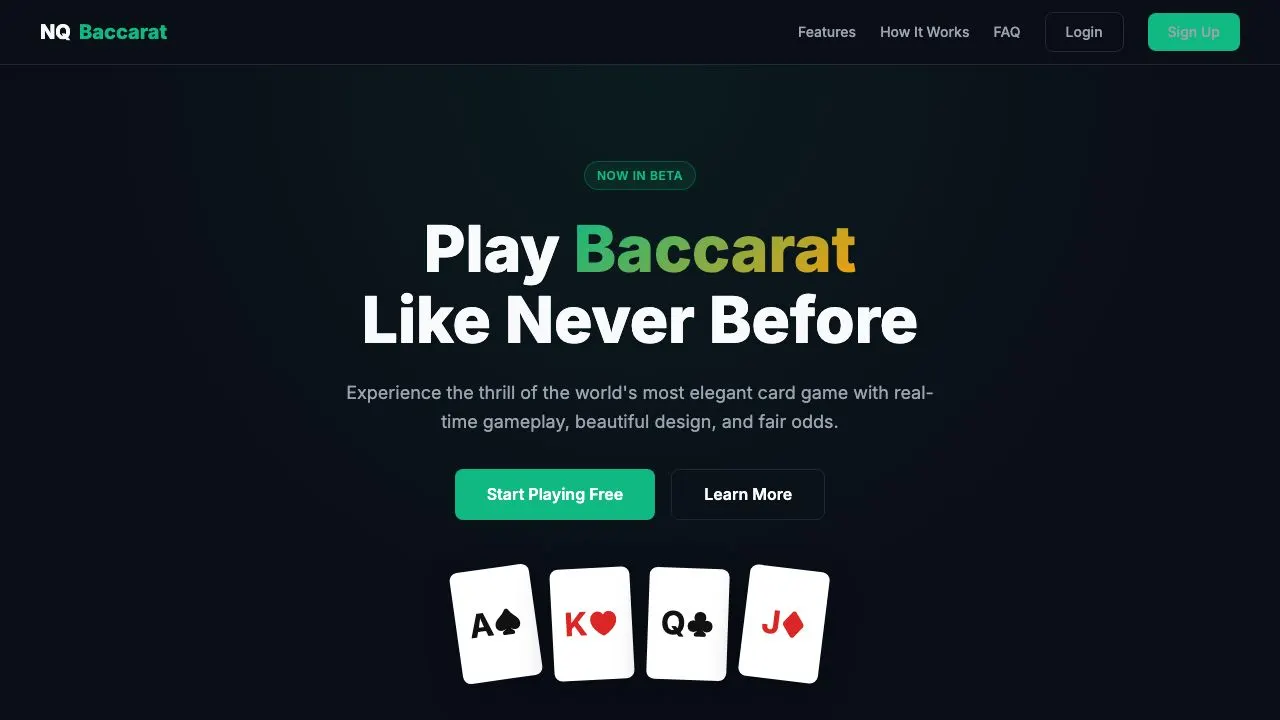 NQ Baccarat
Features
How It Works
FAQ
Login
Sign Up
NOW IN BETA
Play Baccarat
Like Never Before
Experience the thrill of the world's most elegant card game with real-
time gameplay, beautiful design, and fair odds.
Start Playing Free
Learn More
A♠
K♥
Q♣
J♦